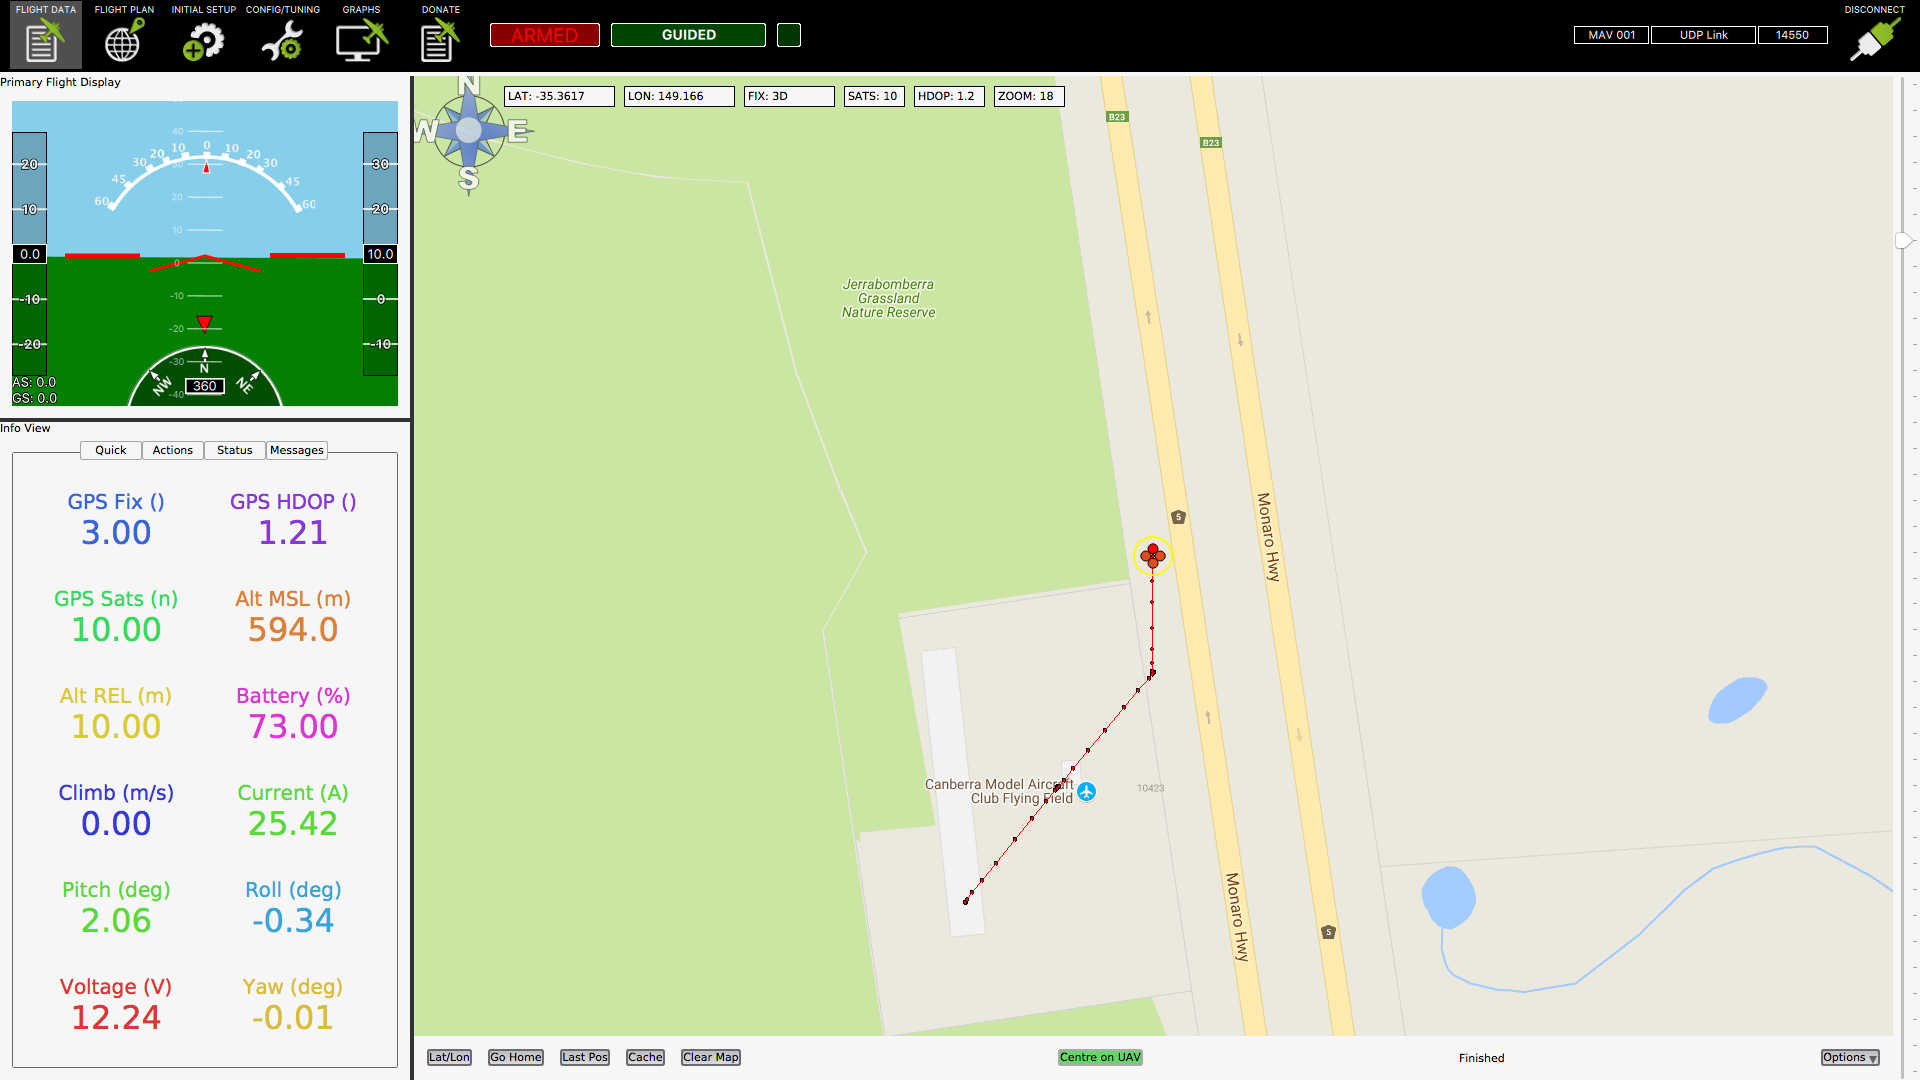 FLIGHT DATA
FLIGHT PLAN
INITIAL SETUP
CONFIG/TUNING
GRAPHS
DONATE
ARMED
GUIDED
MAV 001
UDP Link
14550
DISCONNECT
Primary Flight Display
40
30
20
10
0
10
20
30
45
60
45
60
30
20
10
0
-10
-20
-30
-40
20
10
0.0
-10
-20
30
20
10.0
0
-10
AS: 0.0
GS: 0.0
NW
N
NE
360
Info View
Quick
Actions
Status
Messages
GPS Fix ()
3.00
GPS HDOP ()
1.21
GPS Sats (n)
10.00
Alt MSL (m)
594.0
Alt REL (m)
10.00
Battery (%)
73.00
Climb (m/s)
0.00
Current (A)
25.42
Pitch (deg)
2.06
Roll (deg)
-0.34
Voltage (V)
12.24
Yaw (deg)
-0.01
N
W
E
S
LAT: -35.3617
LON: 149.166
FIX: 3D
SATS: 10
HDOP: 1.2
ZOOM: 18
B23
B23
Jerrabomberra
Grassland
Nature Reserve
5
Monaro Hwy
Canberra Model Aircraft
Club Flying Field
10423
Monaro Hwy
5
Lat/Lon
Go Home
Last Pos
Cache
Clear Map
Centre on UAV
Finished
Options